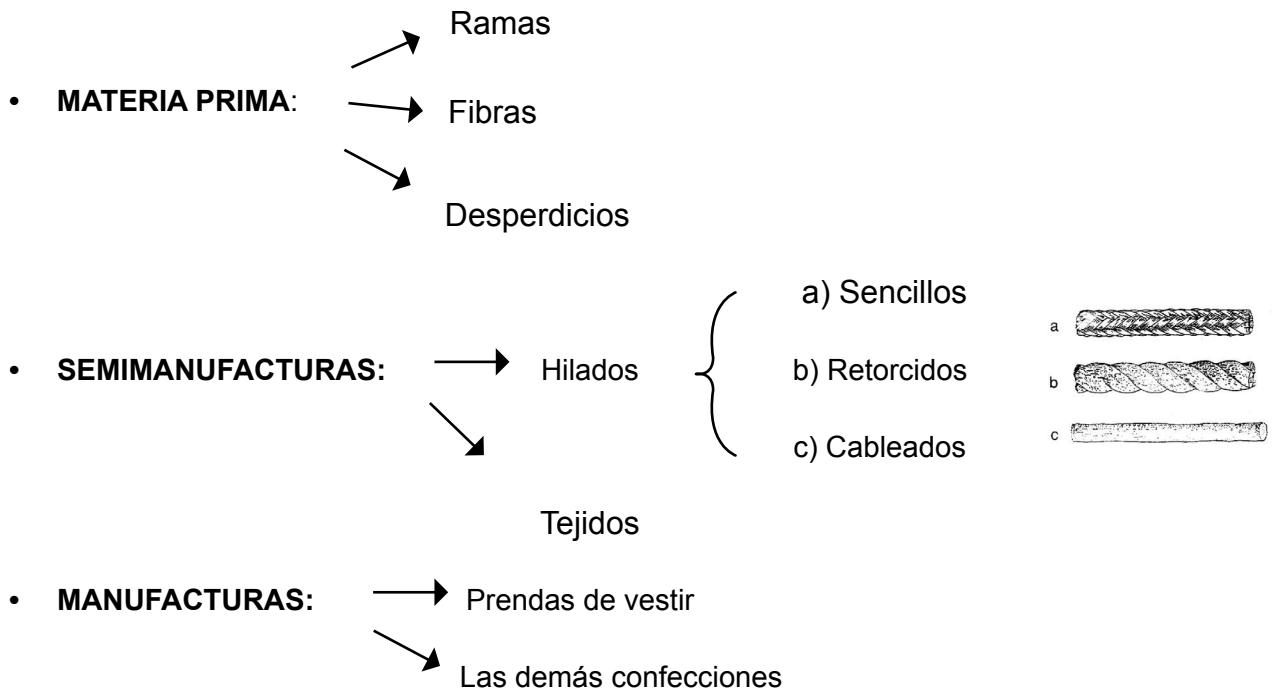 Ramas
• MATERIA PRIMA:
Fibras
Desperdicios
a) Sencillos
a
• SEMIMANUFACTURAS:
Hilados
b) Retorcidos
b
c) Cableados
c
Tejidos
• MANUFACTURAS:
Prendas de vestir
Las demás confecciones